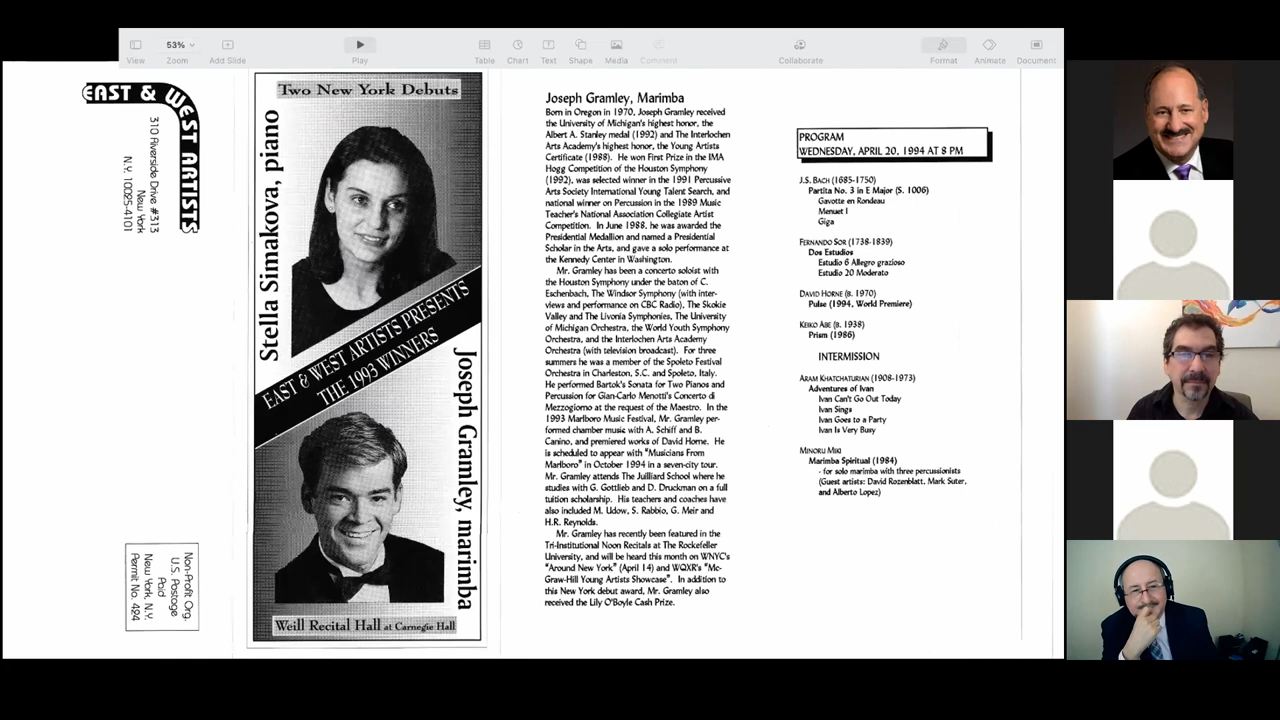 View
53%
Zoom
Add Slide
Play
Table
Chart
Text
Shape
Media
Comment
Collaborate
Format
Animate
Document
EAST & WEST ARTISTS
310 Riverside Drive #313
New York
N.Y. 10025-4101
Non-Profit Org.
U.S. Postage
Paid
New York, N.Y.
Permit No. 484
Two New York Debuts
Stella Simakova, piano
EAST & WEST ARTISTS PRESENTS
THE 1993 WINNERS
Joseph Gramley, marimba
Weill Recital Hall at Carnegie Hall
Joseph Gramley, Marimba
Born in Oregon in 1970, Joseph Gramley received
the University of Michigan's highest honor, the
Albert A. Stanley medal (1992) and The Interlochen
Arts Academy's highest honor, the Young Artists
Certificate (1988). He won First Prize in the IMA
Hogg Competition of the Houston Symphony
(1992), was selected winner in the 1991 Percussive
Arts Society International Young Talent Search, and
national winner on Percussion in the 1989 Music
Teacher's National Association Collegiate Artist
Competition. In June 1988, he was awarded the
Presidential Medallion and named a Presidential
Scholar in the Arts, and gave a solo performance at
the Kennedy Center in Washington.
Mr. Gramley has been a concerto soloist with
the Houston Symphony under the baton of C.
Eschenbach, The Windsor Symphony (with inter-
views and performance on CBC Radio), The Skokie
Valley and The Livonia Symphonies, The University
of Michigan Orchestra, the World Youth Symphony
Orchestra, and the Interlochen Arts Academy
Orchestra (with television broadcast). For three
summers he was a member of the Spoleto Festival
Orchestra in Charleston, S.C. and Spoleto, Italy.
He performed Bartok's Sonata for Two Pianos and
Percussion for Gian-Carlo Menotti's Concerto di
Mezzogiorno at the request of the Maestro. In the
1993 Marlboro Music Festival, Mr. Gramley per-
formed chamber music with A. Schiff and B.
Canino, and premiered works of David Horne. He
is scheduled to appear with "Musicians From
Marlboro" in October 1994 in a seven-city tour.
Mr. Gramley attends The Juilliard School where he
studies with G. Gottlieb and D. Druckman on a full
tuition scholarship. His teachers and coaches have
also included M. Udow, S. Rabbio, G. Meir and
H.R. Reynolds.
Mr. Gramley has recently been featured in the
Tri-Institutional Noon Recitals at The Rockefeller
University, and will be heard this month on WNYC's
"Around New York" (April 14) and WQXR's "Mc-
Graw-Hill Young Artists Showcase". In addition to
this New York debut award, Mr. Gramley also
received the Lily O'Boyle Cash Prize.
PROGRAM
WEDNESDAY, APRIL 20, 1994 AT 8 PM
J.S. BACH (1685-1750)
Partita No. 3 in E Major (S. 1006)
Gavotte en Rondeau
Menuet I
Giga
FERNANDO SOR (1738-1839)
Dos Estudios
Estudio 6 Allegro grazioso
Estudio 20 Moderato
DAVID HORNE (B. 1970)
Pulse (1994, World Premiere)
KEIKO ABE (B. 1938)
Prism (1986)
INTERMISSION
ARAM KHATCHATURIAN (1908-1973)
Adventures of Ivan
Ivan Can't Go Out Today
Ivan Sings
Ivan Goes to a Party
Ivan Is Very Busy
MINORU MIKI
Marimba Spiritual (1984)
- for solo marimba with three percussionists
(Guest artists: David Rozenblatt, Mark Suter,
and Alberto Lopez)